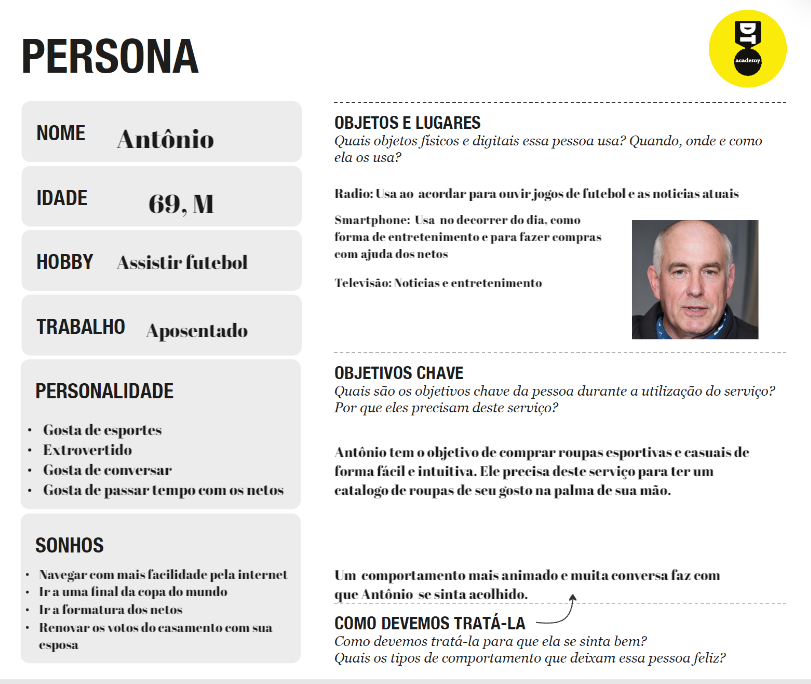 PERSONA
DT
academy
NOME Antônio
IDADE 69, M
HOBBY Assistir futebol
TRABALHO Aposentado
PERSONALIDADE
• Gosta de esportes
• Extrovertido
• Gosta de conversar
• Gosta de passar tempo com os netos
SONHOS
• Navegar com mais facilidade pela internet
• Ir a uma final da copa do mundo
• Ir a formatura dos netos
• Renovar os votos do casamento com sua
esposa
OBJETOS E LUGARES
Quais objetos físicos e digitais essa pessoa usa? Quando, onde e como
ela os usa?
Radio: Usa ao acordar para ouvir jogos de futebol e as noticias atuais
Smartphone: Usa no decorrer do dia, como
forma de entretenimento e para fazer compras
com ajuda dos netos
Televisão: Noticias e entretenimento
OBJETIVOS CHAVE
Quais são os objetivos chave da pessoa durante a utilização do serviço?
Por que eles precisam deste serviço?
Antônio tem o objetivo de comprar roupas esportivas e casuais de
forma fácil e intuitiva. Ele precisa deste serviço para ter um
catalogo de roupas de seu gosto na palma de sua mão.
Um comportamento mais animado e muita conversa faz com
que Antônio se sinta acolhido.
COMO DEVEMOS TRATÁ-LA
Como devemos tratá-la para que ela se sinta bem?
Quais os tipos de comportamento que deixam essa pessoa feliz?